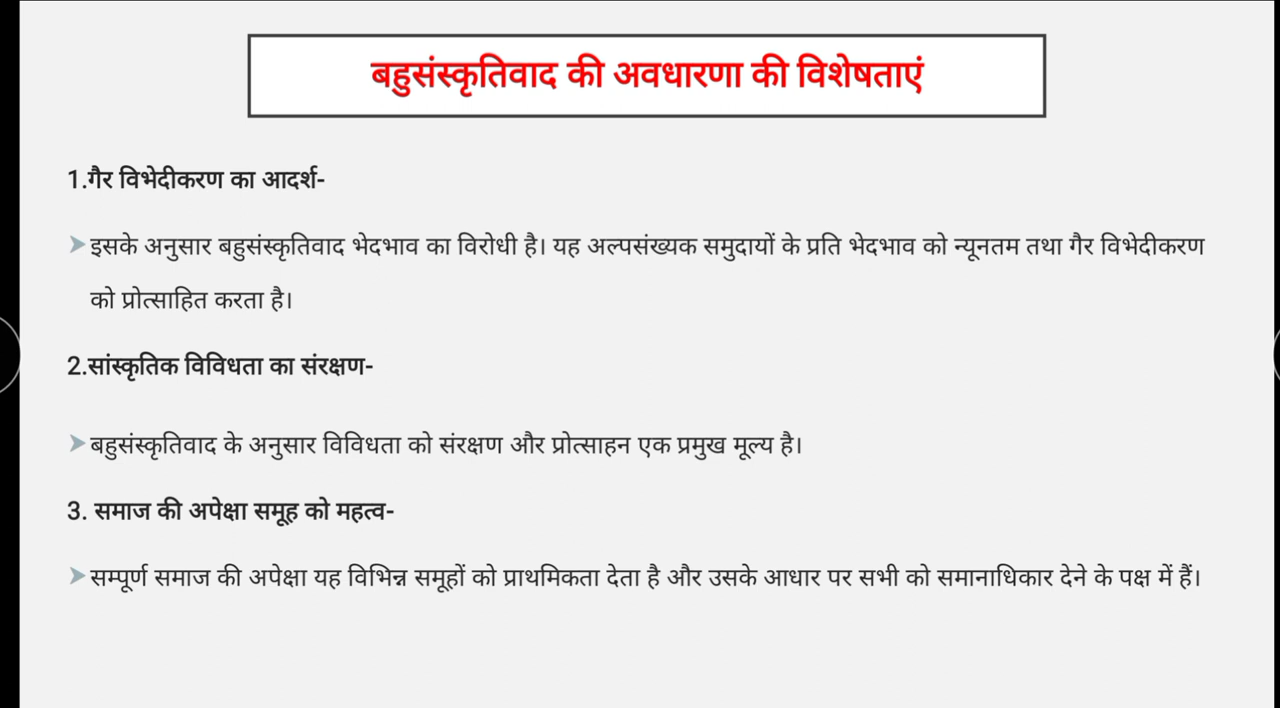 बहुसंस्कृतिवाद की अवधारणा की विशेषताएं
1.गैर विभेदीकरण का आदर्श-
➤ इसके अनुसार बहुसंस्कृतिवाद भेदभाव का विरोधी है। यह अल्पसंख्यक समुदायों के प्रति भेदभाव को न्यूनतम तथा गैर विभेदीकरण
को प्रोत्साहित करता है।
2.सांस्कृतिक विविधता का संरक्षण-
➤ बहुसंस्कृतिवाद के अनुसार विविधता को संरक्षण और प्रोत्साहन एक प्रमुख मूल्य है।
3. समाज की अपेक्षा समूह को महत्व-
➤ सम्पूर्ण समाज की अपेक्षा यह विभिन्न समूहों को प्राथमिकता देता है और उसके आधार पर सभी को समानाधिकार देने के पक्ष में हैं।